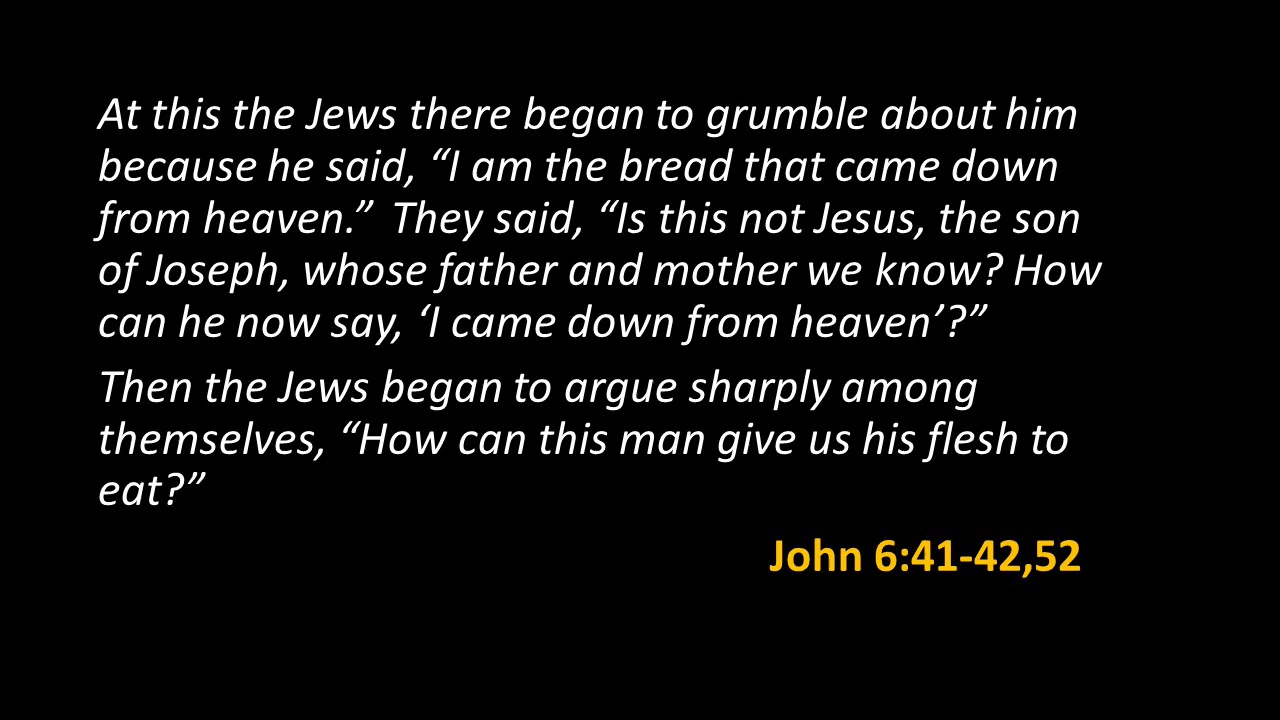 At this the Jews there began to grumble about him
because he said, “I am the bread that came down
from heaven.”  They said, “Is this not Jesus, the son
of Joseph, whose father and mother we know? How
can he now say, ‘I came down from heaven’?”
Then the Jews began to argue sharply among
themselves, “How can this man give us his flesh to
eat?”
John 6:41-42,52